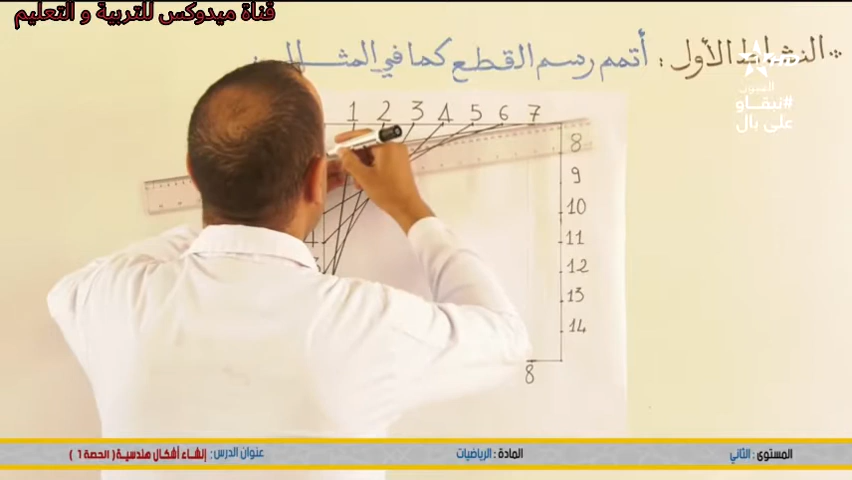 قناة ميدوكس للتربية و التعليم
النشاط الأول : أتمم رسم القطع كما في المثال
العيون
#نبقاو
على بال
1 2 3 4 5 6 7
8
9
10
11
12
13
14
8
المستوى : الثاني المادة : الرياضيات عنوان الدرس : إنشاء أشكال هندسية ( الحصة 1 )